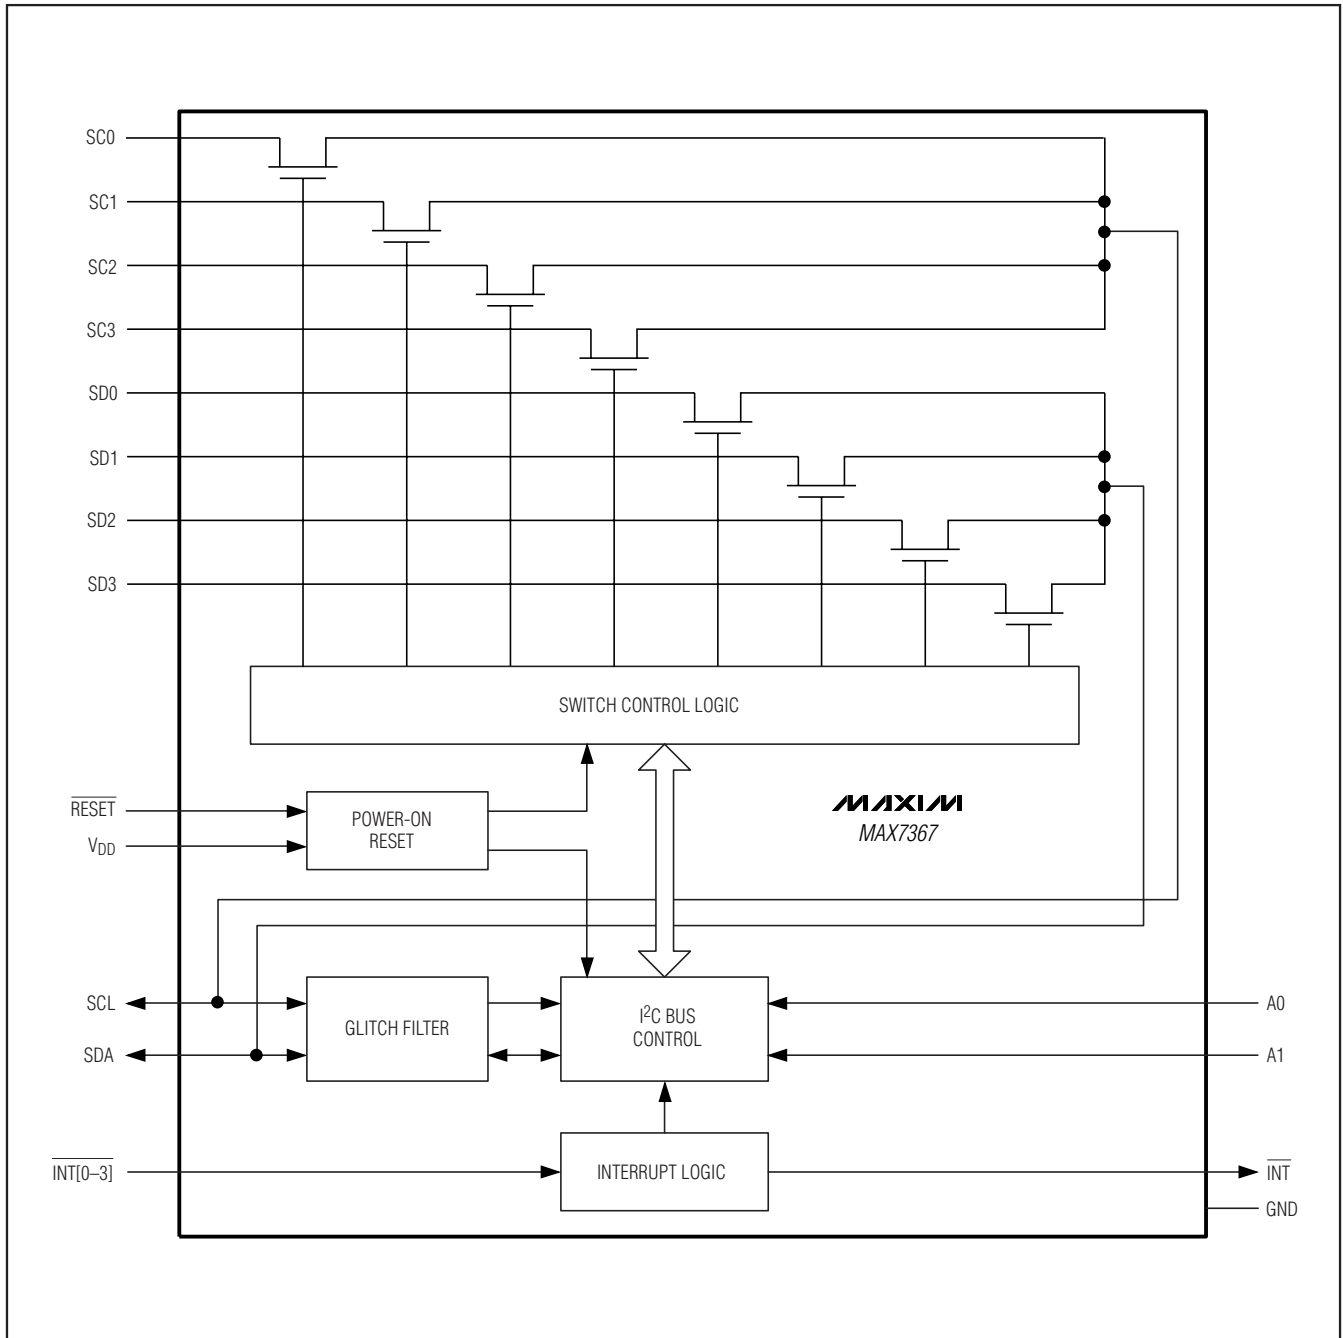 SC0
SC1
SC2
SC3
SD0
SD1
SD2
SD3
SWITCH CONTROL LOGIC
RESET
VDD
POWER-ON
RESET
MAXIM
MAX7367
SCL
SDA
GLITCH FILTER
I²C BUS
CONTROL
A0
A1
INT[0–3]
INTERRUPT LOGIC
INT
GND